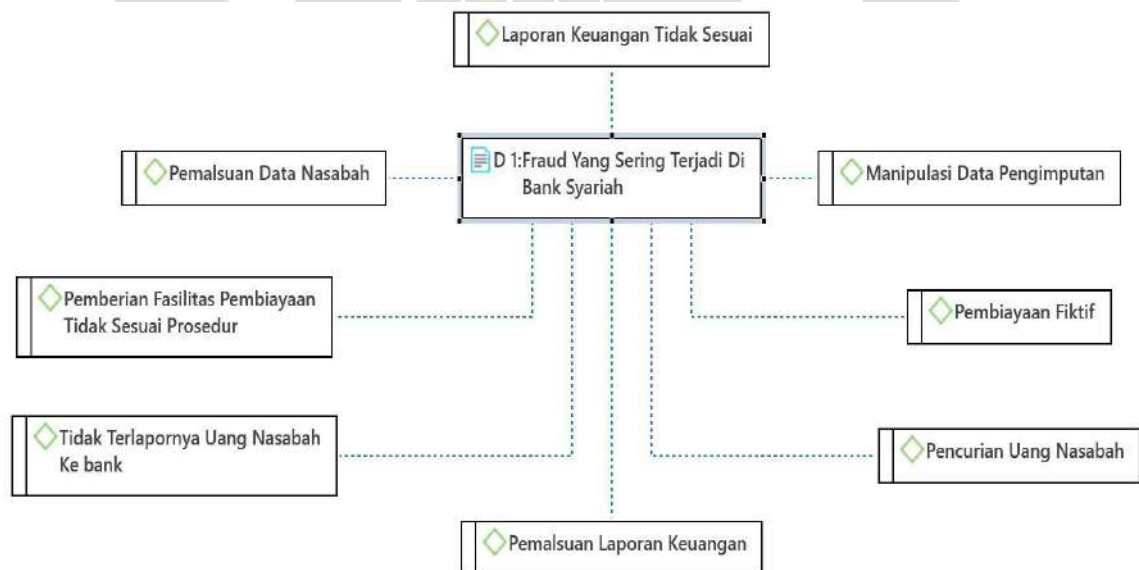 Laporan Keuangan Tidak Sesuai
Pemalsuan Data Nasabah
D 1:Fraud Yang Sering Terjadi Di
Bank Syariah
Manipulasi Data Pengimputan
Pemberian Fasilitas Pembiayaan
Tidak Sesuai Prosedur
Pembiayaan Fiktif
Tidak Terlapornya Uang Nasabah
Ke bank
Pencurian Uang Nasabah
Pemalsuan Laporan Keuangan